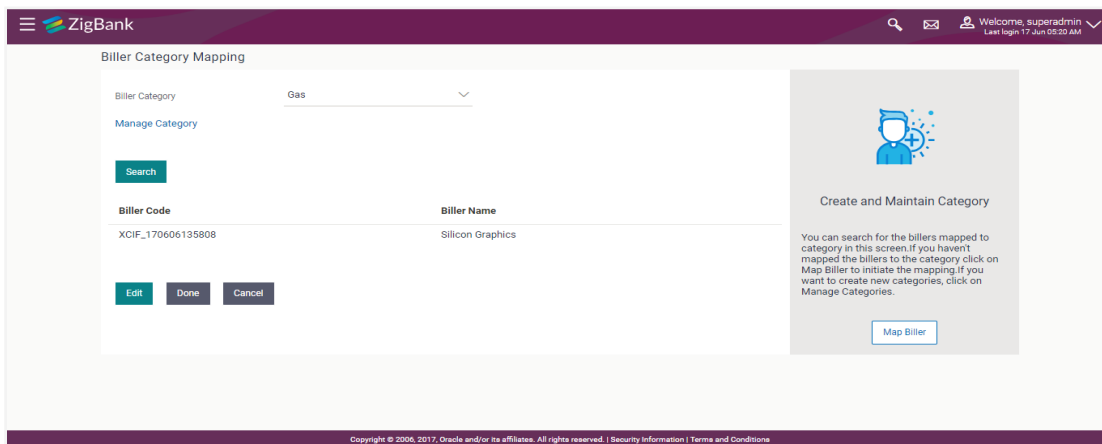 ZigBank
Welcome, superadmin
Last login 17 Jun 05:20 AM
Biller Category Mapping
Biller Category
Gas
Manage Category
Search
Biller Code
Biller Name
XCIF_170606135808
Silicon Graphics
Edit
Done
Cancel
Create and Maintain Category
You can search for the billers mapped to
category in this screen.If you haven't
mapped the billers to the category click on
Map Biller to initiate the mapping.If you
want to create new categories, click on
Manage Categories.
Map Biller
Copyright © 2006, 2017, Oracle and/or its affiliates. All rights reserved. | Security Information | Terms and Conditions